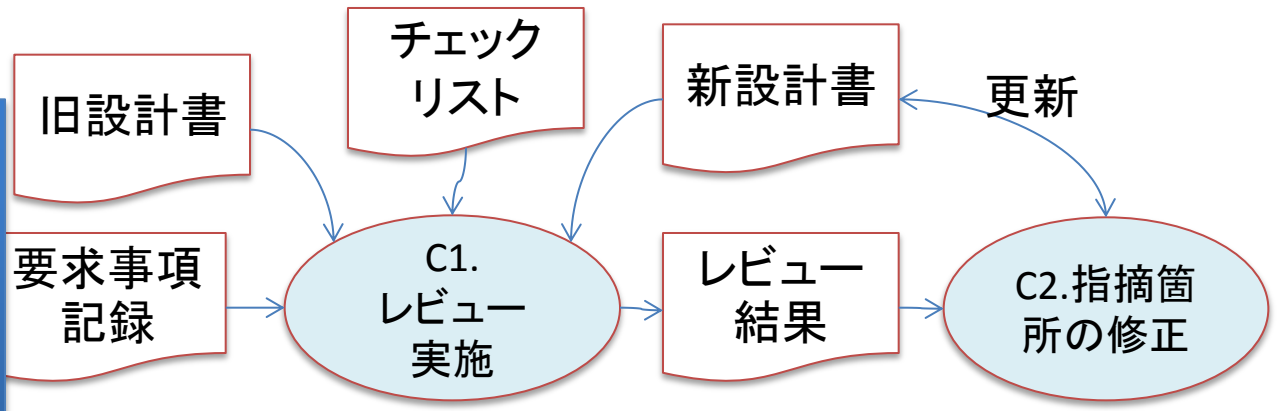 旧設計書
チェック
リスト
新設計書
更新
要求事項
記録
C1.
レビュー
実施
レビュー
結果
C2.指摘箇
所の修正